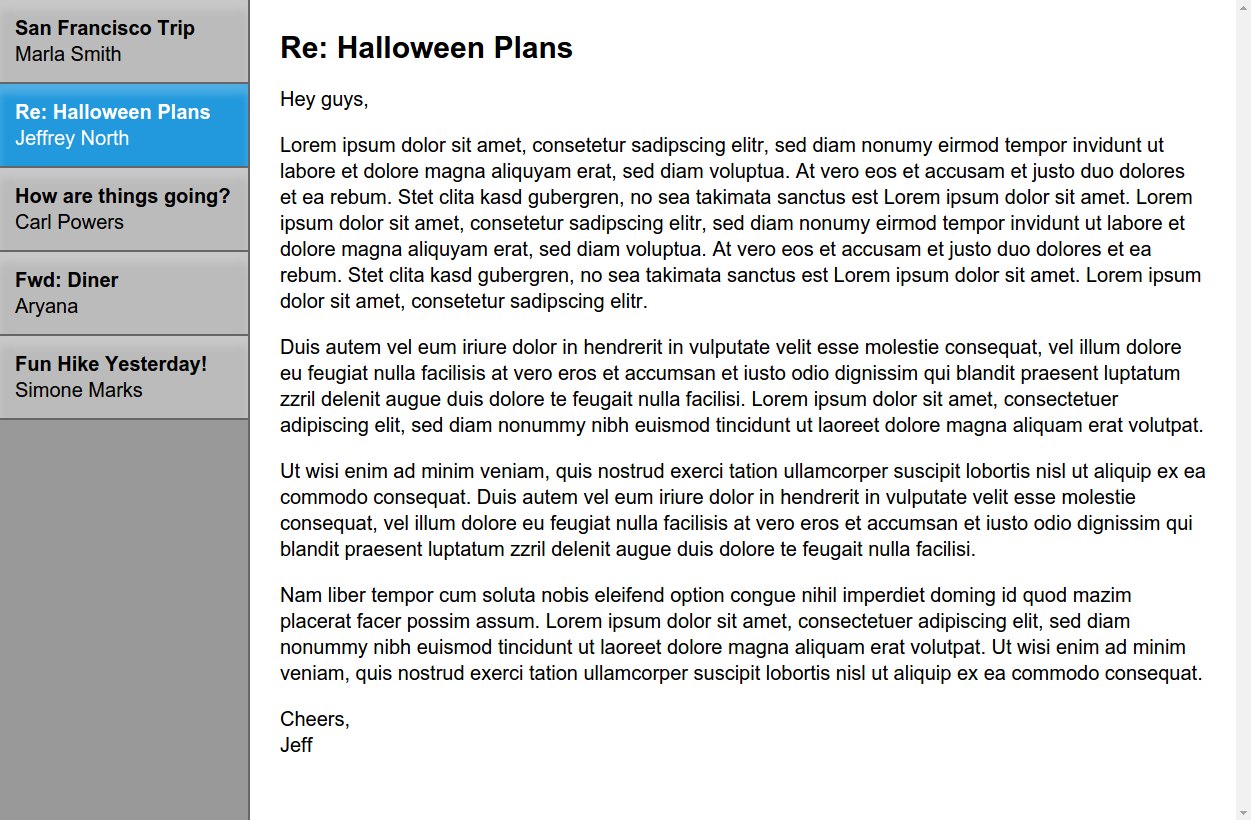 San Francisco Trip
Marla Smith
Re: Halloween Plans
Jeffrey North
How are things going?
Carl Powers
Fwd: Diner
Aryana
Fun Hike Yesterday!
Simone Marks
Re: Halloween Plans
Hey guys,
Lorem ipsum dolor sit amet, consetetur sadipscing elitr, sed diam nonumy eirmod tempor invidunt ut
labore et dolore magna aliquyam erat, sed diam voluptua. At vero eos et accusam et justo duo dolores
et ea rebum. Stet clita kasd gubergren, no sea takimata sanctus est Lorem ipsum dolor sit amet. Lorem
ipsum dolor sit amet, consetetur sadipscing elitr, sed diam nonumy eirmod tempor invidunt ut labore et
dolore magna aliquyam erat, sed diam voluptua. At vero eos et accusam et justo duo dolores et ea
rebum. Stet clita kasd gubergren, no sea takimata sanctus est Lorem ipsum dolor sit amet. Lorem ipsum
dolor sit amet, consetetur sadipscing elitr.
Duis autem vel eum iriure dolor in hendrerit in vulputate velit esse molestie consequat, vel illum dolore
eu feugiat nulla facilisis at vero eros et accumsan et iusto odio dignissim qui blandit praesent luptatum
zzril delenit augue duis dolore te feugait nulla facilisi. Lorem ipsum dolor sit amet, consectetuer
adipiscing elit, sed diam nonummy nibh euismod tincidunt ut laoreet dolore magna aliquam erat volutpat.
Ut wisi enim ad minim veniam, quis nostrud exerci tation ullamcorper suscipit lobortis nisl ut aliquip ex ea
commodo consequat. Duis autem vel eum iriure dolor in hendrerit in vulputate velit esse molestie
consequat, vel illum dolore eu feugiat nulla facilisis at vero eros et accumsan et iusto odio dignissim qui
blandit praesent luptatum zzril delenit augue duis dolore te feugait nulla facilisi.
Nam liber tempor cum soluta nobis eleifend option congue nihil imperdiet doming id quod mazim
placerat facer possim assum. Lorem ipsum dolor sit amet, consectetuer adipiscing elit, sed diam
nonummy nibh euismod tincidunt ut laoreet dolore magna aliquam erat volutpat. Ut wisi enim ad minim
veniam, quis nostrud exerci tation ullamcorper suscipit lobortis nisl ut aliquip ex ea commodo consequat.
Cheers,
Jeff